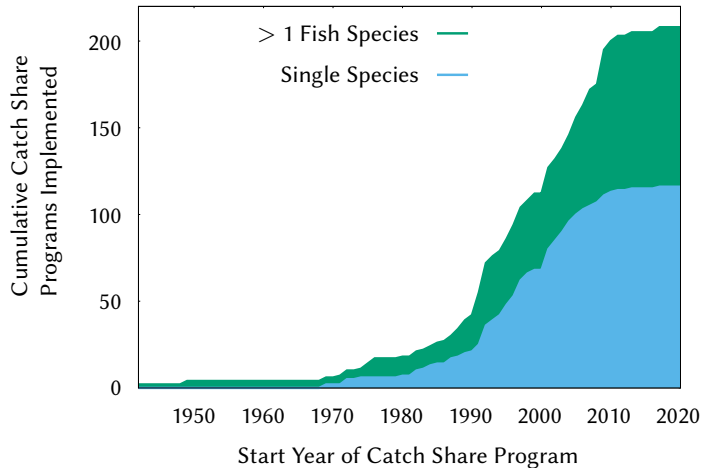 > 1 Fish Species
Single Species
Cumulative Catch Share
Programs Implemented
200
150
100
50
0
1950 1960 1970 1980 1990 2000 2010 2020
Start Year of Catch Share Program